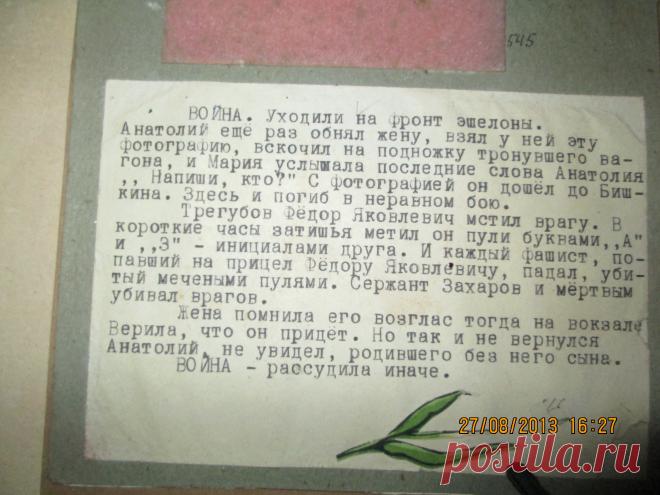 545
ВОЙНА. Уходили на фронт эшелоны.
Анатолий ещё раз обнял жену, взял у ней эту
фотографию, вскочил на подножку тронувшего ва-
гона, и Мария услышала последние слова Анатолия
,, Напиши, кто?" С фотографией он дошёл до Биш-
кина. Здесь и погиб в неравном бою.
Трегубов Фёдор Яковлевич мстил врагу. В
короткие часы затишья метил он пули буквами,,А"
и ,,З" - инициалами друга. И каждый фашист, по-
павший на прицел Фёдору Яковлевичу, падал, уби-
тый мечеными пулями. Сержант Захаров и мёртвым
убивал врагов.
Жена помнила его возглас тогда на вокзале
Верила, что он придёт. Но так и не вернулся
Анатолий, не увидел, родившего без него сына.
ВОЙНА - рассудила иначе.
27/08/2013 16:27
postila.ru